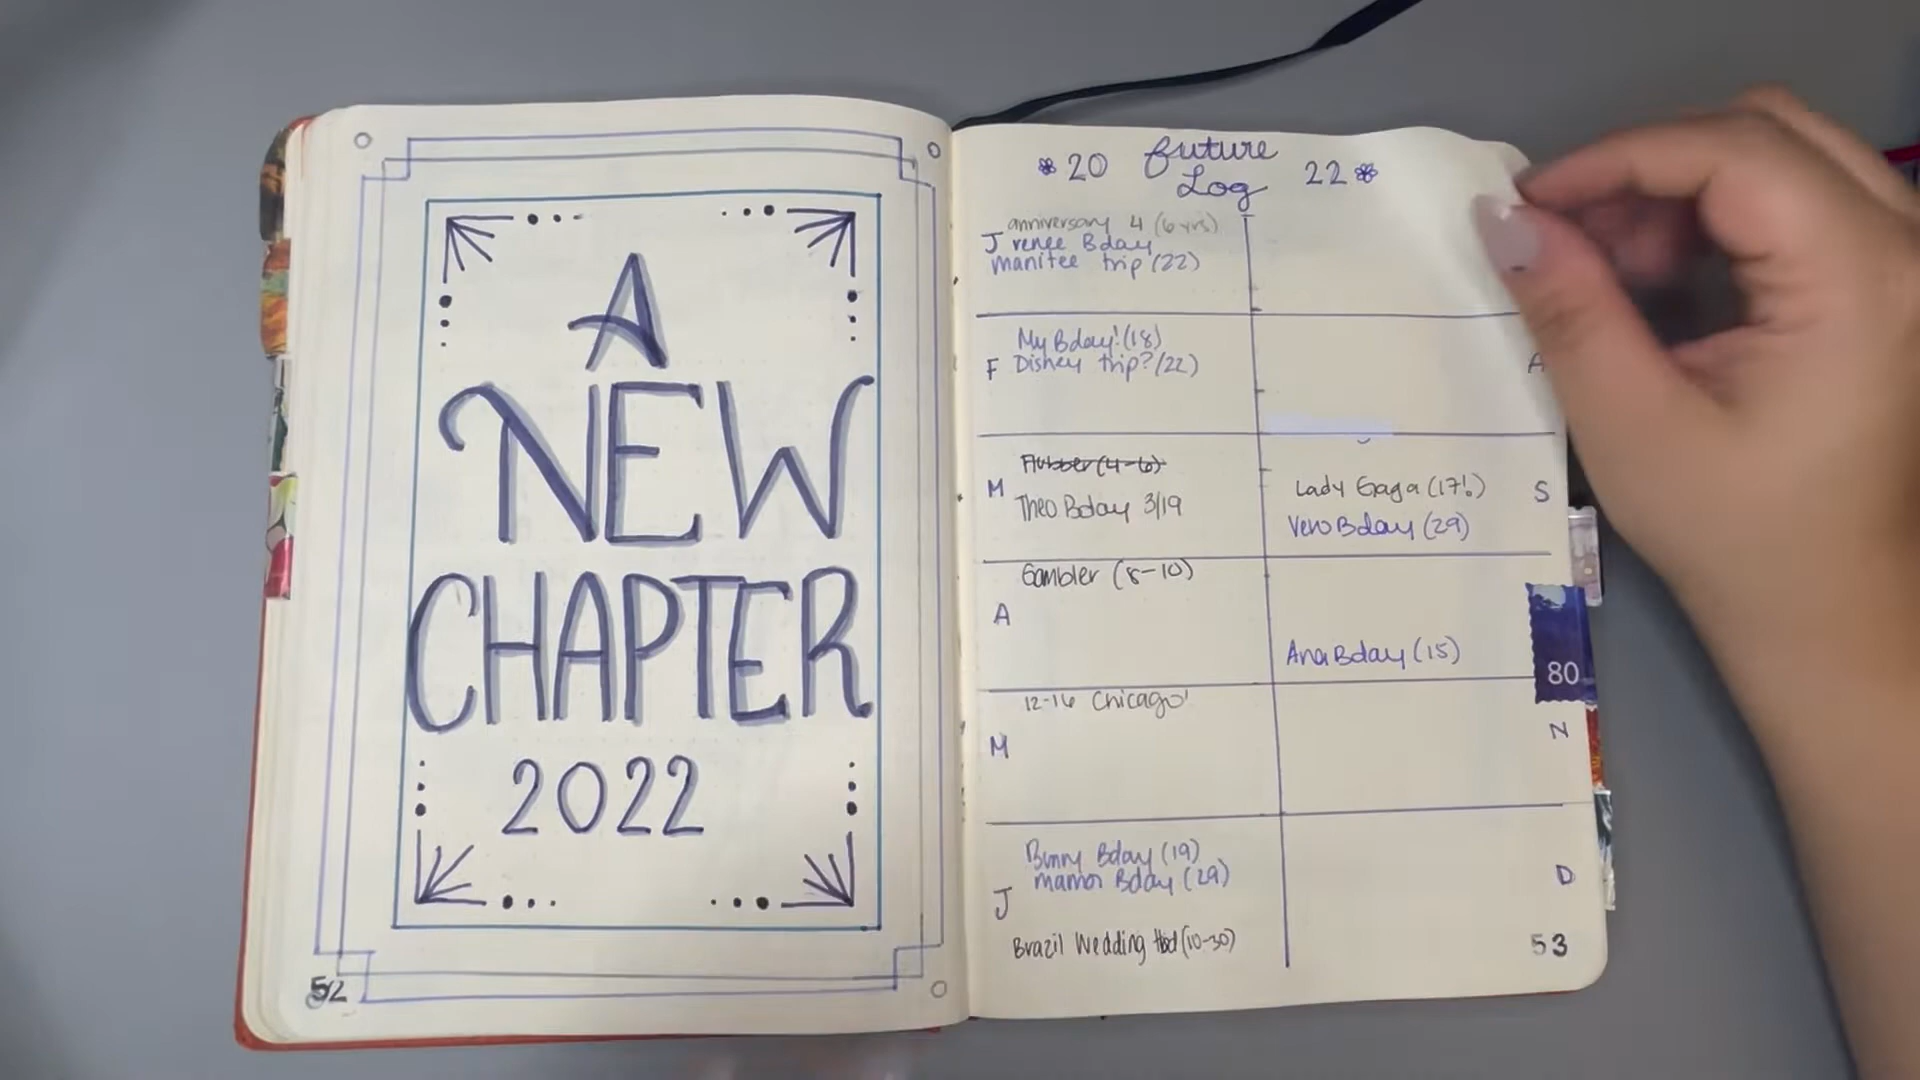 A
NEW
CHAPTER
2022
52
20 future 22
Log
anniversary 4 (6 yrs)
J renee Bday
manitee trip (22)
My Bday! (18)
F Disney trip? (22)
A
Flubber (4-6)
M
Theo Bday 3/19
Lady Gaga (17!) S
Vero Bday (29)
Gambler (8-10)
A
Ana Bday (15)
80
12-16 Chicago!
M
N
Bunny Bday (19)
mamon Bday (29)
J
D
Brazil Wedding tbd (10-30)
53